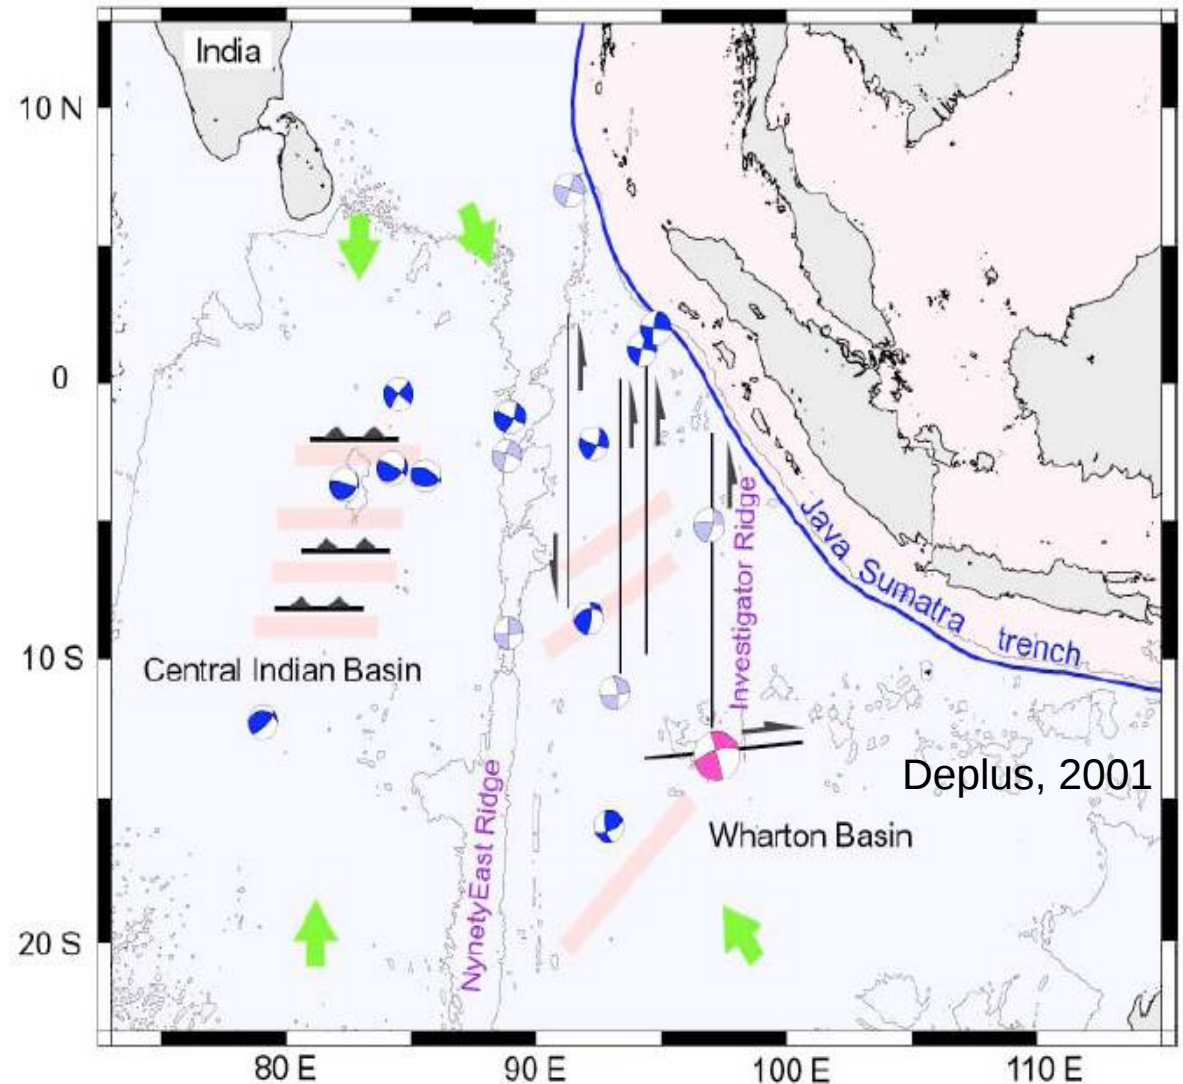 India
10 N
0
10 S
20 S
Java Sumatra trench
Investigator Ridge
Central Indian Basin
Deplus, 2001
Wharton Basin
NynetyEast Ridge
80 E
90 E
100 E
110 E